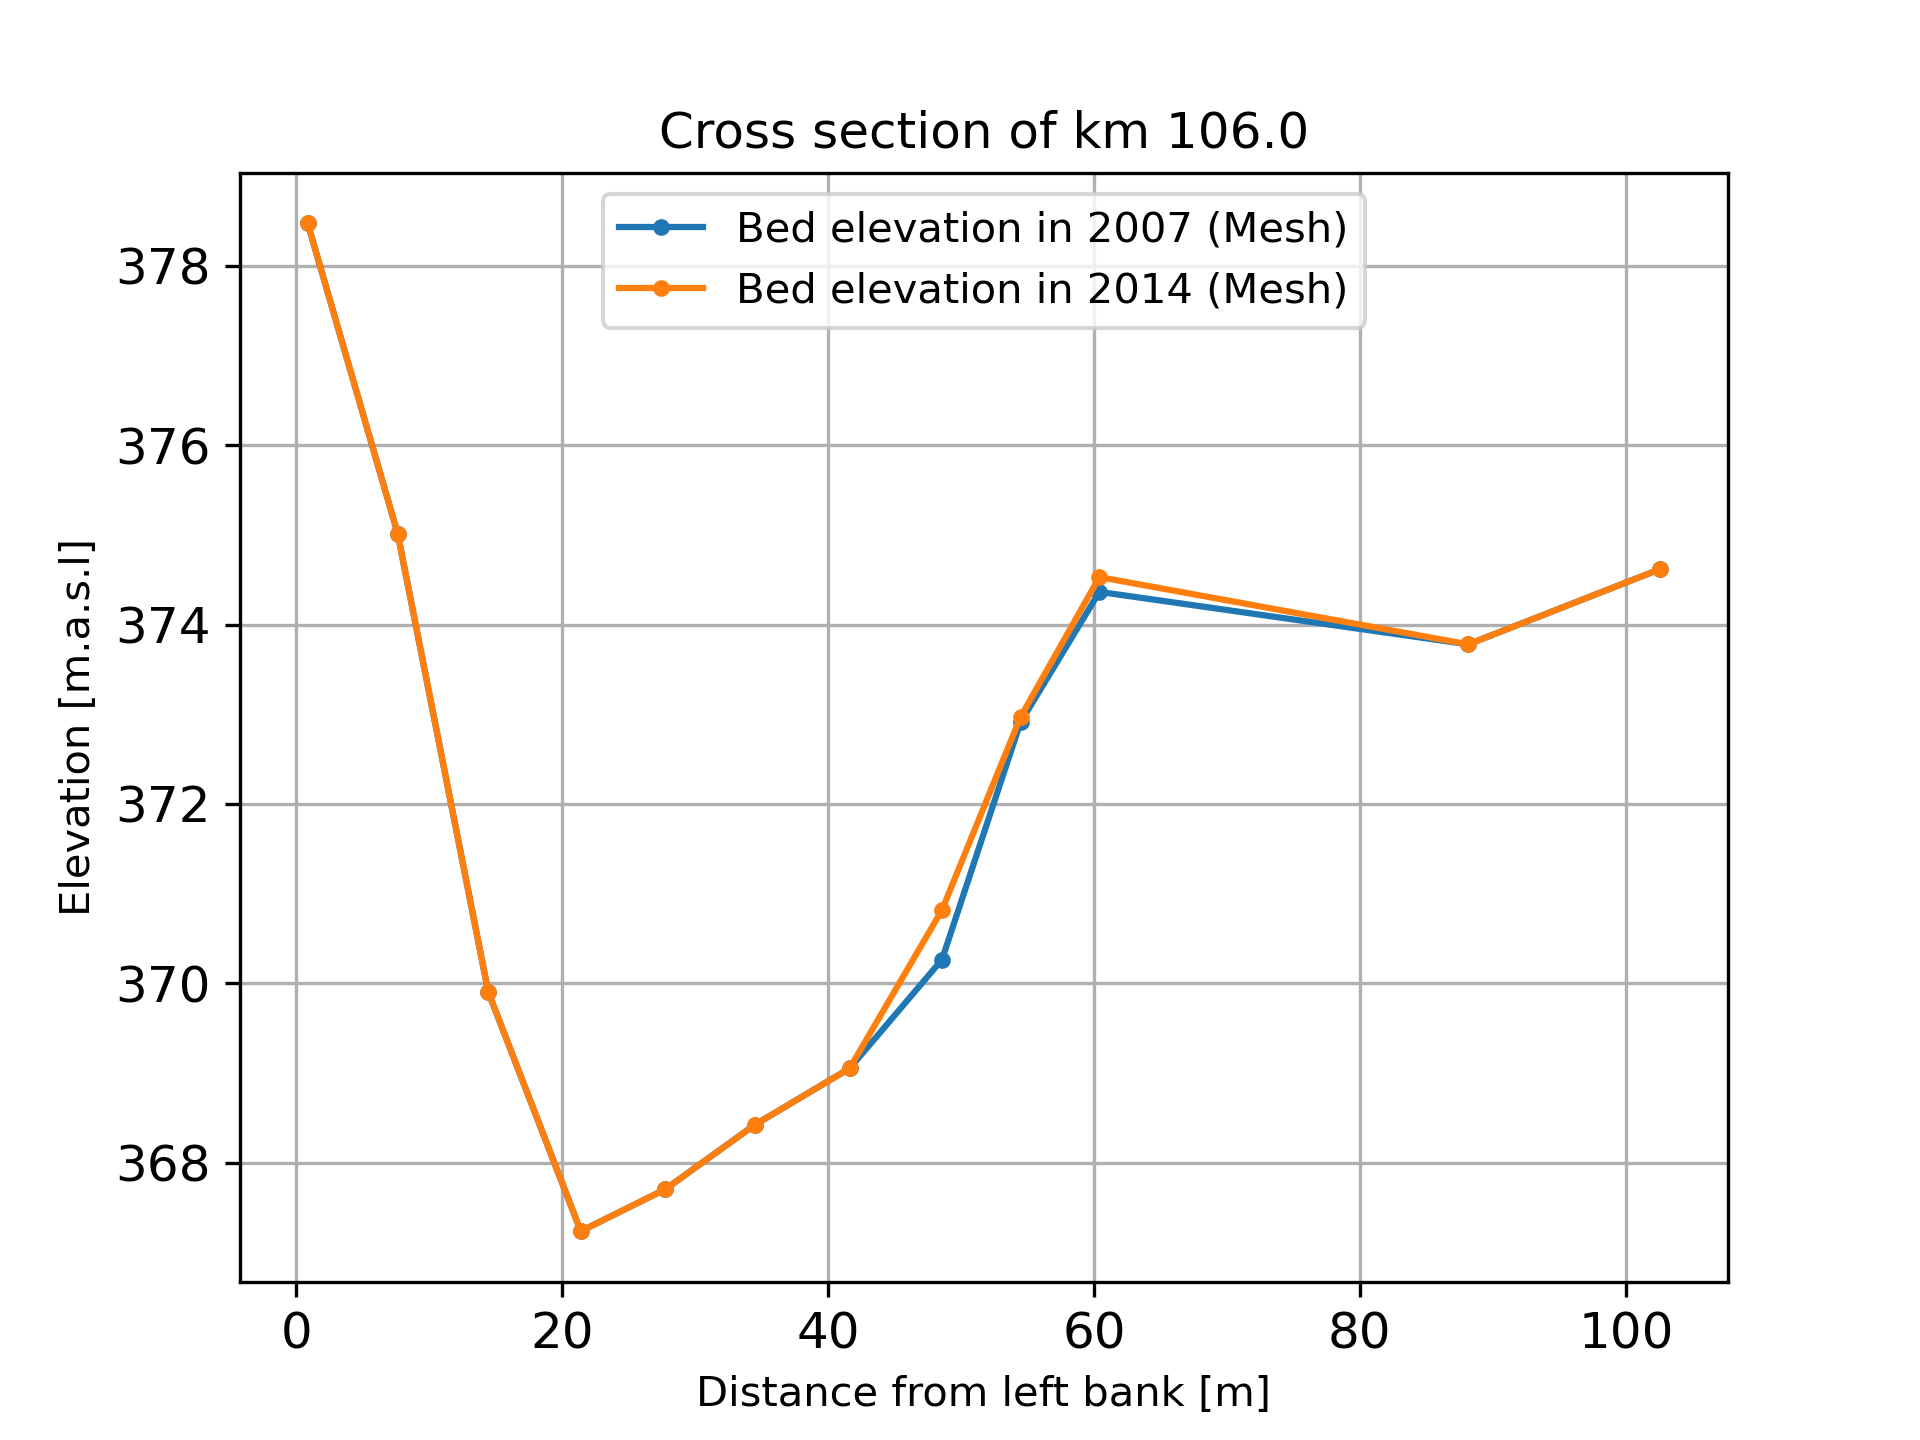 Cross section of km 106.0
Bed elevation in 2007 (Mesh)
Bed elevation in 2014 (Mesh)
378
376
374
372
370
368
Elevation [m.a.s.l]
0 20 40 60 80 100
Distance from left bank [m]